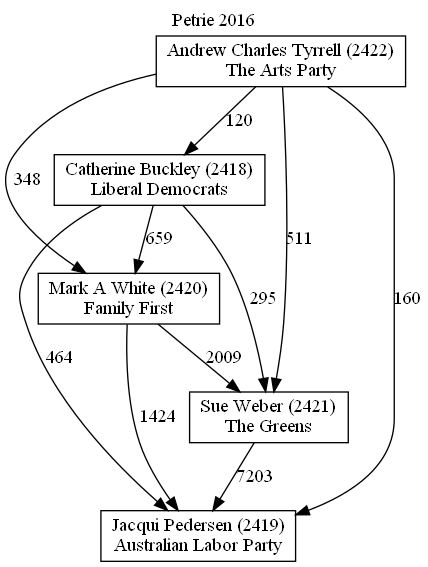 Petrie 2016
Andrew Charles Tyrrell (2422)
The Arts Party
120
Catherine Buckley (2418)
Liberal Democrats
348
659
511
Mark A White (2420)
Family First
295
160
464
2009
1424
Sue Weber (2421)
The Greens
7203
Jacqui Pedersen (2419)
Australian Labor Party